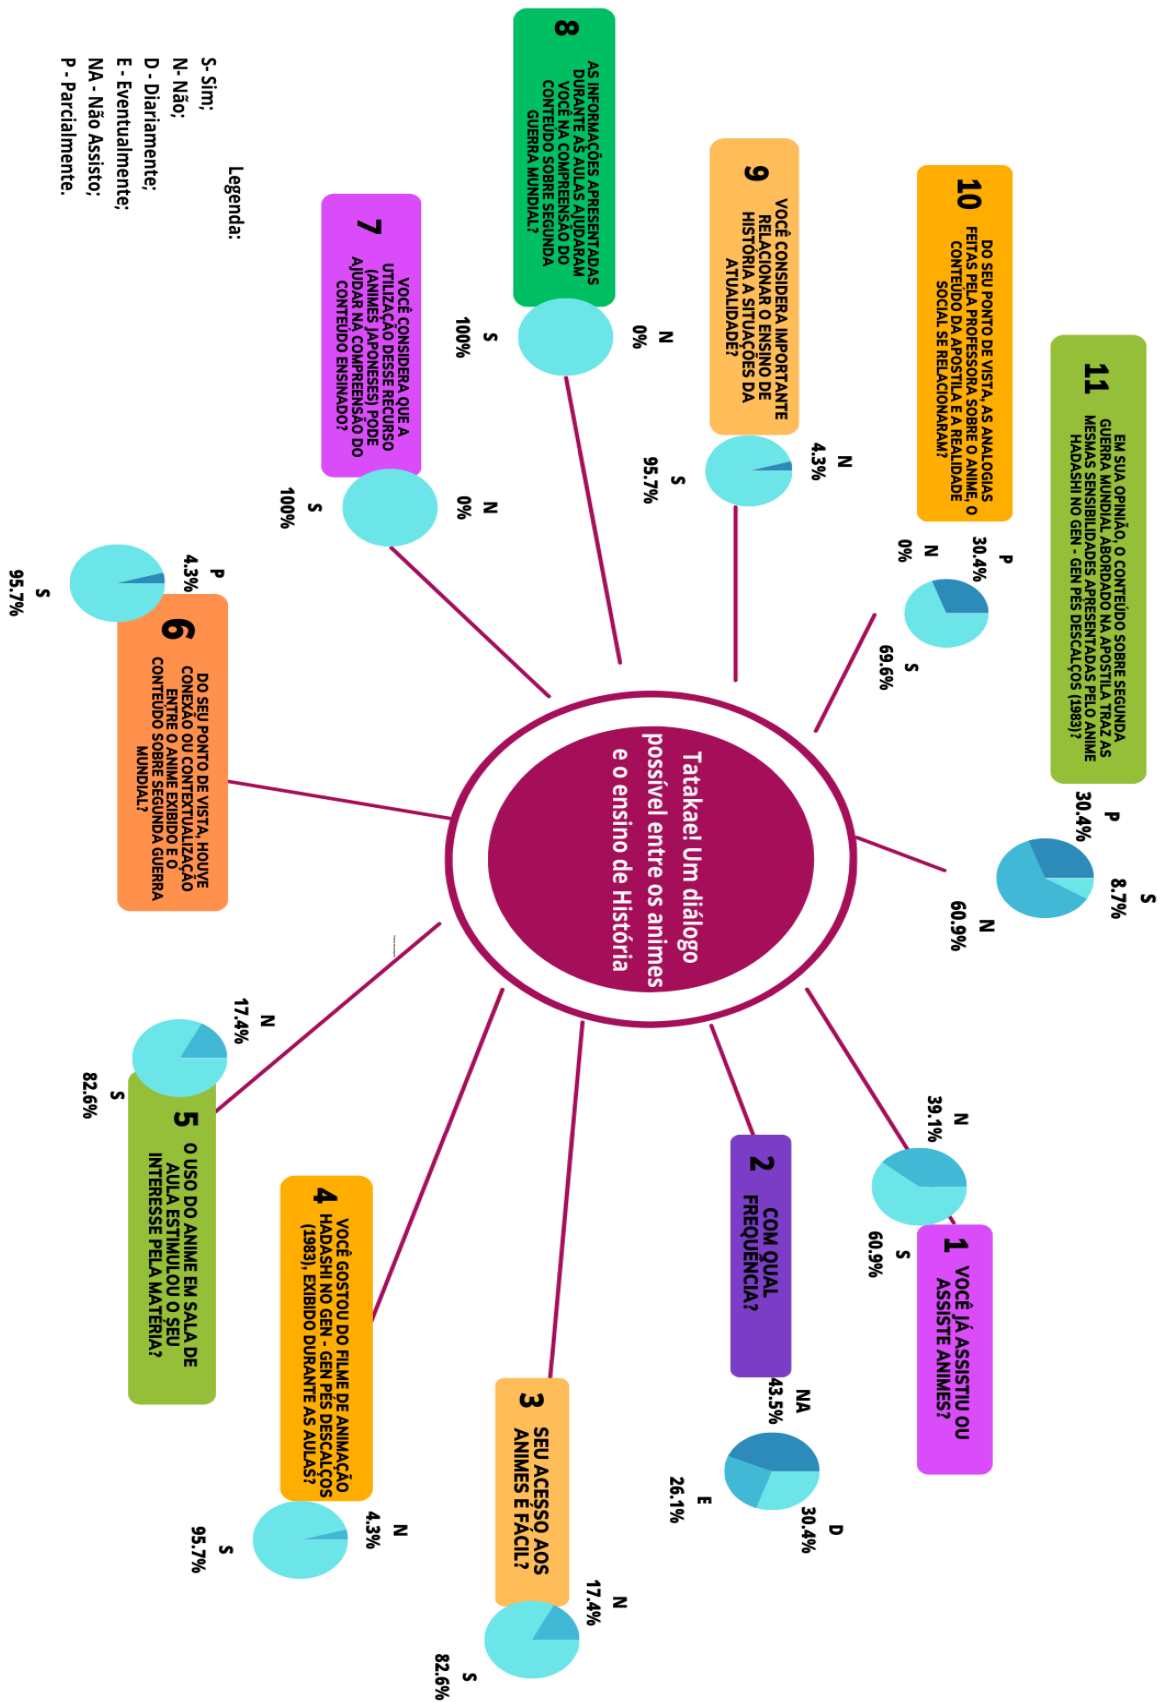 Tatakae! Um diálogo
possível entre os animes
e o ensino de História
1
VOCÊ JÁ ASSISTIU OU
ASSISTE ANIMES?
N
39.1%
S
60.9%
2
COM QUAL
FREQUÊNCIA?
NA
43.5%
D
30.4%
E
26.1%
3
SEU ACESSO AOS
ANIMES É FÁCIL?
N
17.4%
S
82.6%
4
VOCÊ GOSTOU DO FILME DE ANIMAÇÃO
HADASHI NO GEN - GEN PÉS DESCALÇOS
(1983), EXIBIDO DURANTE AS AULAS?
N
4.3%
S
95.7%
5
O USO DO ANIME EM SALA DE
AULA ESTIMULOU O SEU
INTERESSE PELA MATÉRIA?
N
17.4%
S
82.6%
6
DO SEU PONTO DE VISTA, HOUVE
CONEXÃO OU CONTEXTUALIZAÇÃO
ENTRE O ANIME EXIBIDO E O
CONTEÚDO SOBRE SEGUNDA GUERRA
MUNDIAL?
P
4.3%
S
95.7%
7
VOCÊ CONSIDERA QUE A
UTILIZAÇÃO DESSE RECURSO
(ANIMES JAPONESES) PODE
AJUDAR NA COMPREENSÃO DO
CONTEÚDO ENSINADO?
N
0%
S
100%
8
AS INFORMAÇÕES APRESENTADAS
DURANTE AS AULAS AJUDARAM
VOCÊ NA COMPREENSÃO DO
CONTEÚDO SOBRE SEGUNDA
GUERRA MUNDIAL?
N
0%
S
100%
9
VOCÊ CONSIDERA IMPORTANTE
RELACIONAR O ENSINO DE
HISTÓRIA A SITUAÇÕES DA
ATUALIDADE?
N
4.3%
S
95.7%
10
DO SEU PONTO DE VISTA, AS ANALOGIAS
FEITAS PELA PROFESSORA SOBRE O ANIME, O
CONTEÚDO DA APOSTILA E A REALIDADE
SOCIAL SE RELACIONARAM?
P
30.4%
N
0%
S
69.6%
11
EM SUA OPINIÃO, O CONTEÚDO SOBRE SEGUNDA
GUERRA MUNDIAL ABORDADO NA APOSTILA TRAZ AS
MESMAS SENSIBILIDADES APRESENTADAS PELO ANIME
HADASHI NO GEN - GEN PÉS DESCALÇOS (1983)?
P
30.4%
S
8.7%
N
60.9%
Legenda:
S- Sim;
N- Não;
D - Diariamente;
E - Eventualmente;
NA - Não Assisto;
P - Parcialmente.